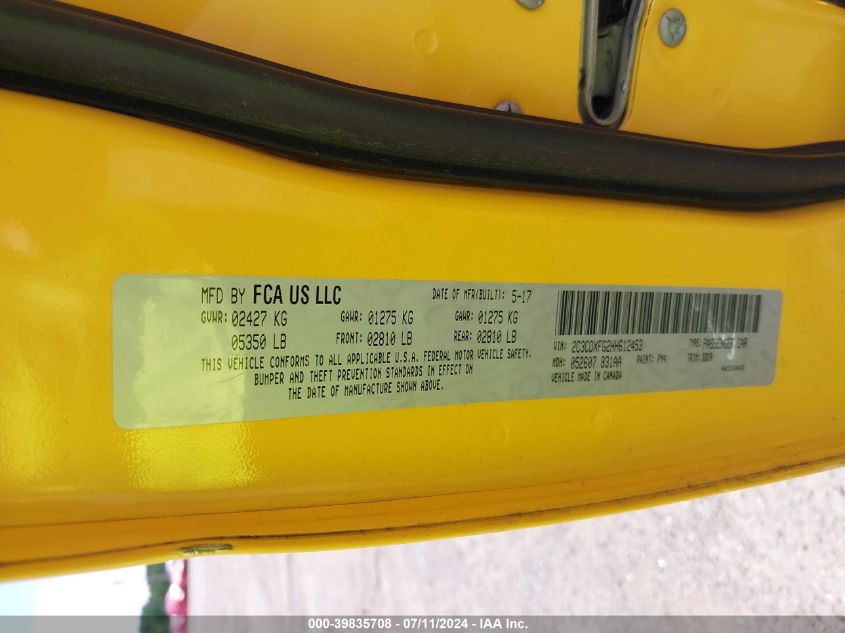 MFD BY FCA US LLC
DATE OF MFR(BUILT): 5-17
GVWR: 02427 KG GAWR: 01275 KG GAWR: 01275 KG
05350 LB FRONT: 02810 LB REAR: 02810 LB
THIS VEHICLE CONFORMS TO ALL APPLICABLE U.S.A. FEDERAL MOTOR VEHICLE SAFETY,
BUMPER AND THEFT PREVENTION STANDARDS IN EFFECT ON
THE DATE OF MANUFACTURE SHOWN ABOVE.
VIN: 2C3CDXFG2HH612453 TYPE: PASSENGER CAR
MDH: 052607 031AA PAINT: PY4 TRIM:
VEHICLE MADE IN CANADA
000-39835708 - 07/11/2024 - IAA Inc.